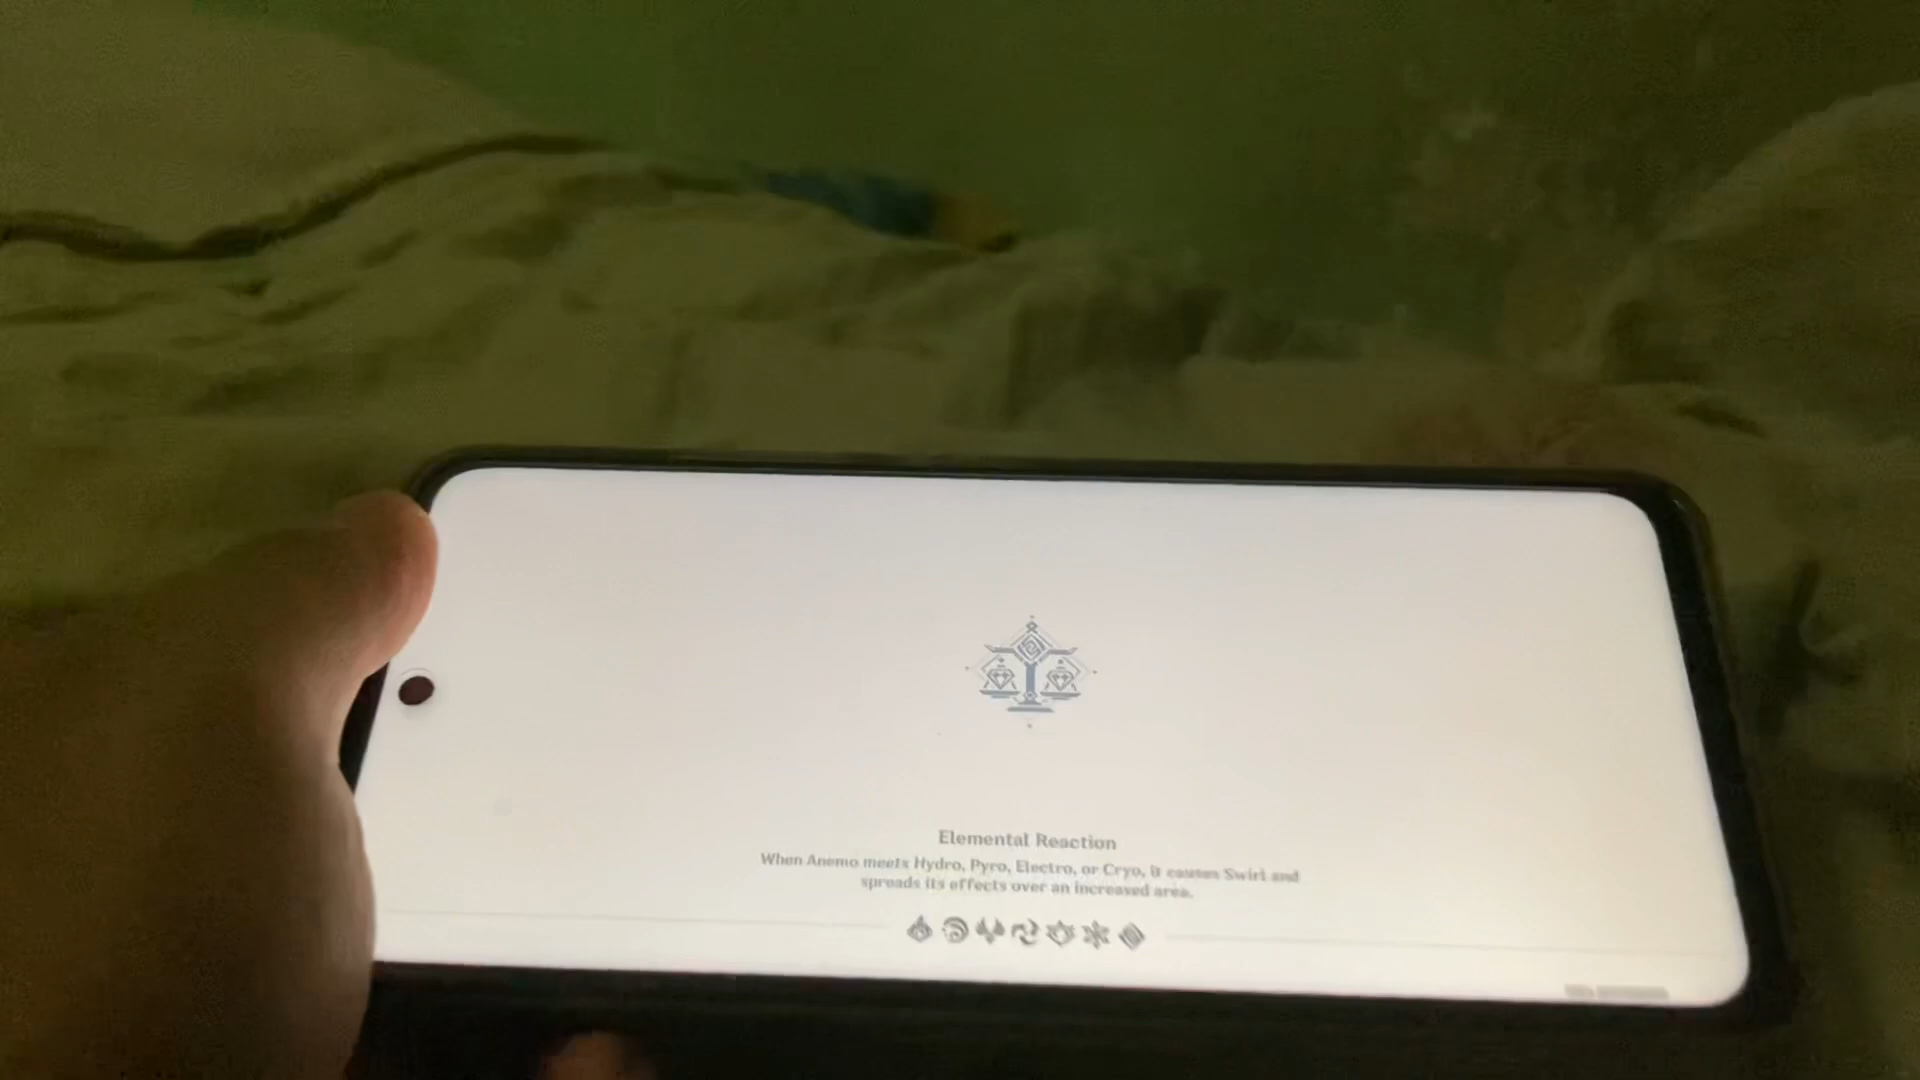 Elemental Reaction
When Anemo meets Hydro, Pyro, Electro, or Cryo, it causes Swirl and
spreads its effects over an increased area.